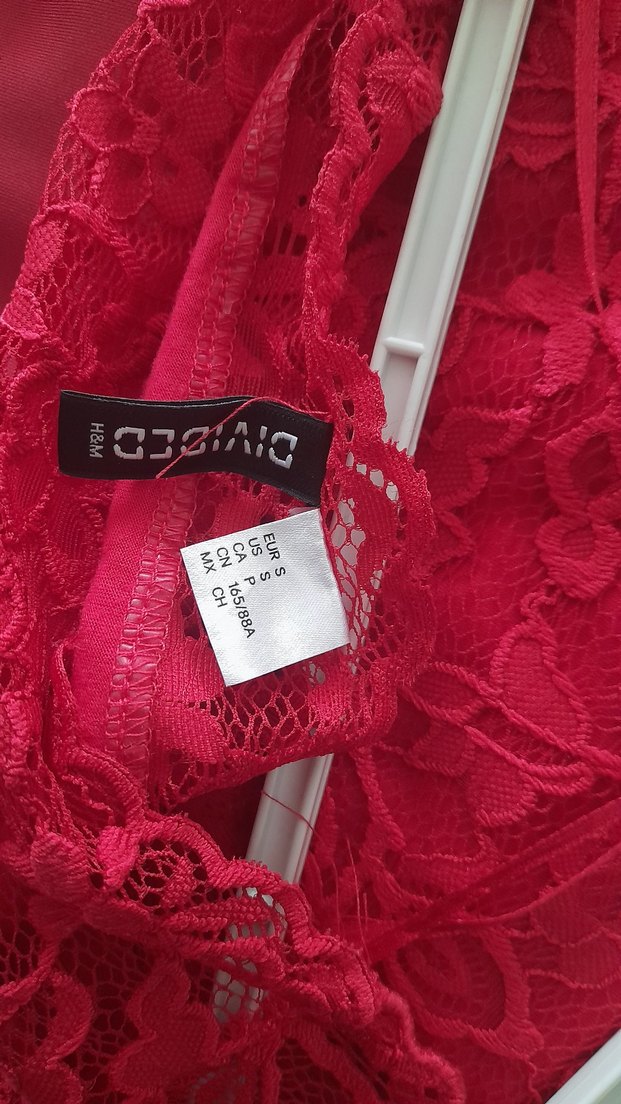 DIVIDED
H&M
EUR S
US S
CA P
CN 165/88A
MX CH